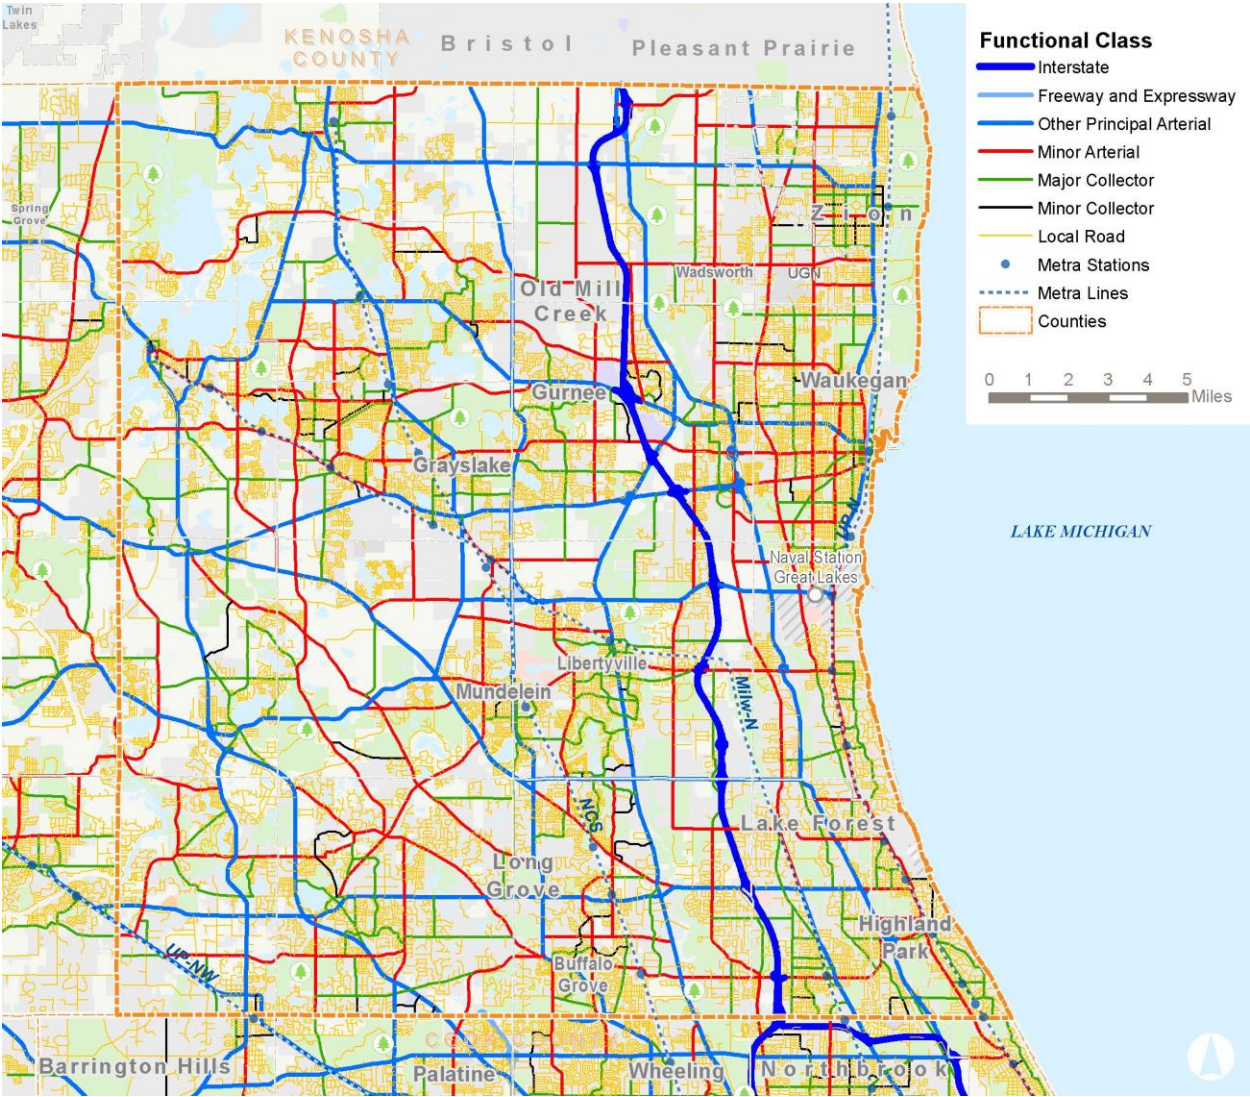 Twin
Lakes
KENOSHA
COUNTY
Bristol
Pleasant Prairie
Functional Class
Interstate
Freeway and Expressway
Other Principal Arterial
Minor Arterial
Major Collector
Minor Collector
Local Road
Metra Stations
Metra Lines
Counties
0 1 2 3 4 5
Miles
Spring
Grove
Zion
Wadsworth
UGN
Old Mill
Creek
Gurnee
Waukegan
Grayslake
UP-N
LAKE MICHIGAN
Naval Station
Great Lakes
Libertyville
Mundelein
Milw-N
NCS
Lake Forest
Long
Grove
Highland
Park
UP-NW
Buffalo
Grove
COOK COUNTY
Barrington Hills
Palatine
Wheeling
Northbrook